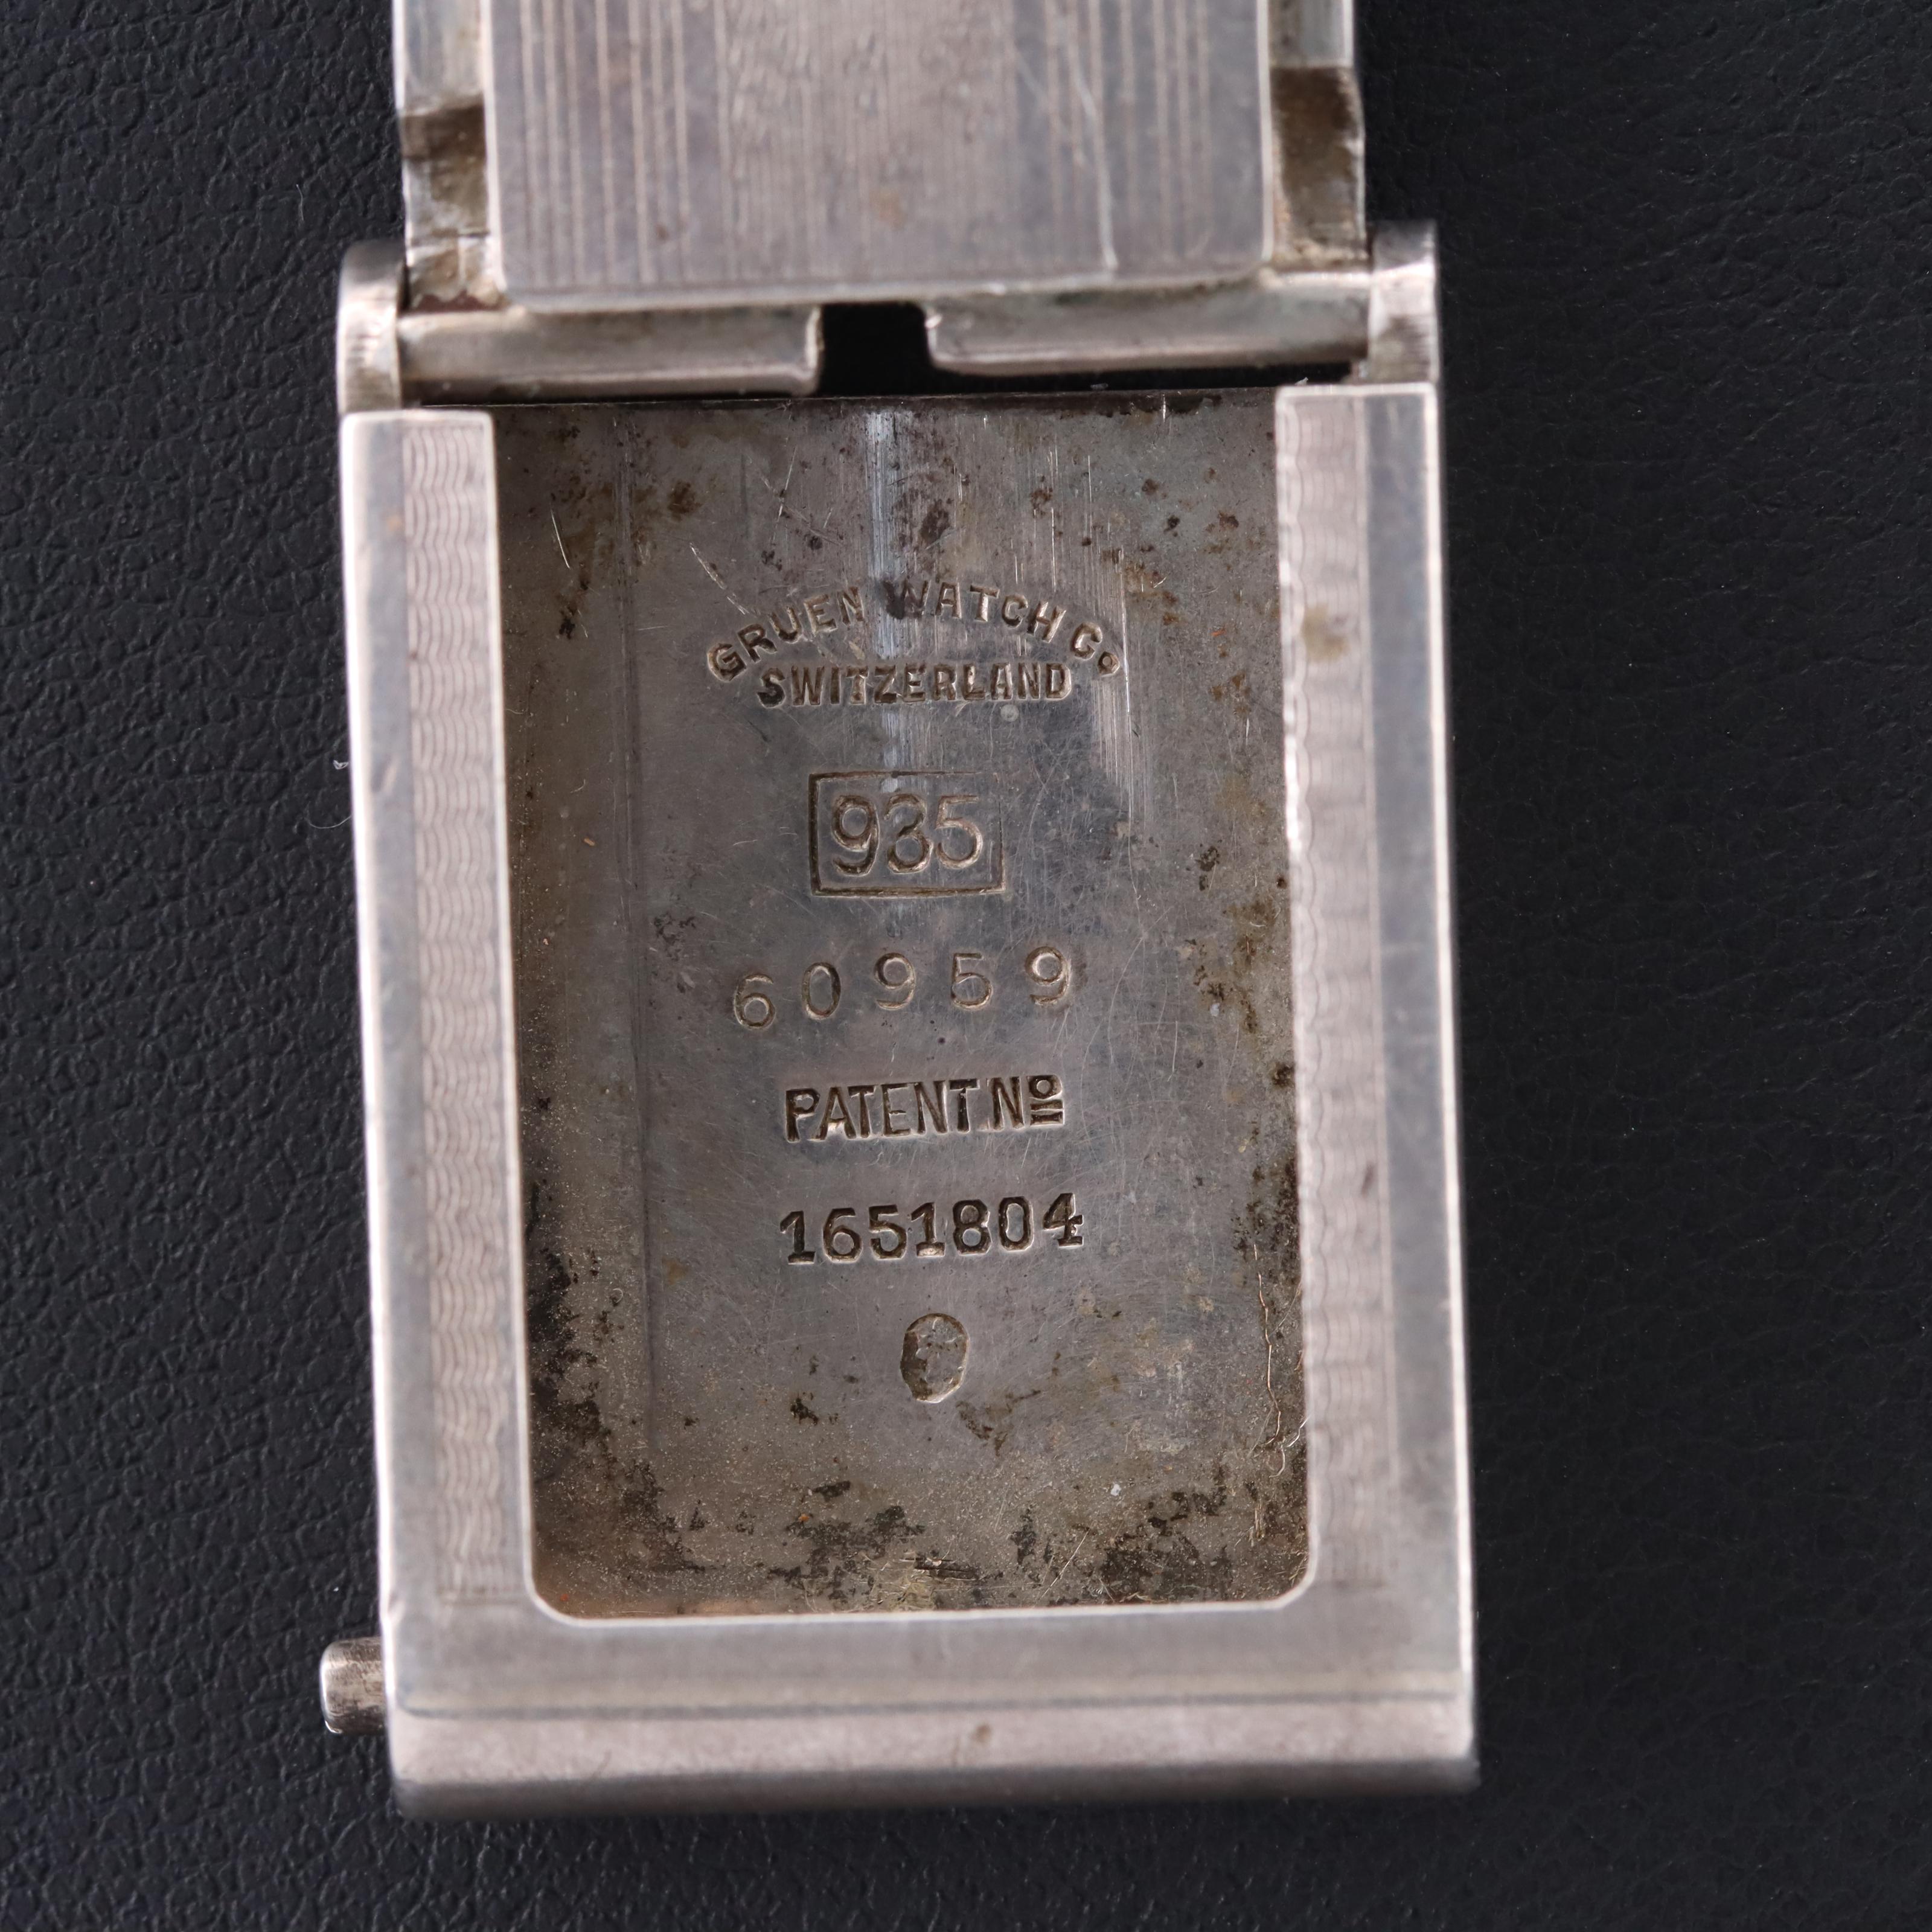 GRUEN WATCH Cº
SWITZERLAND
935
60959
PATENT Nº
1651804